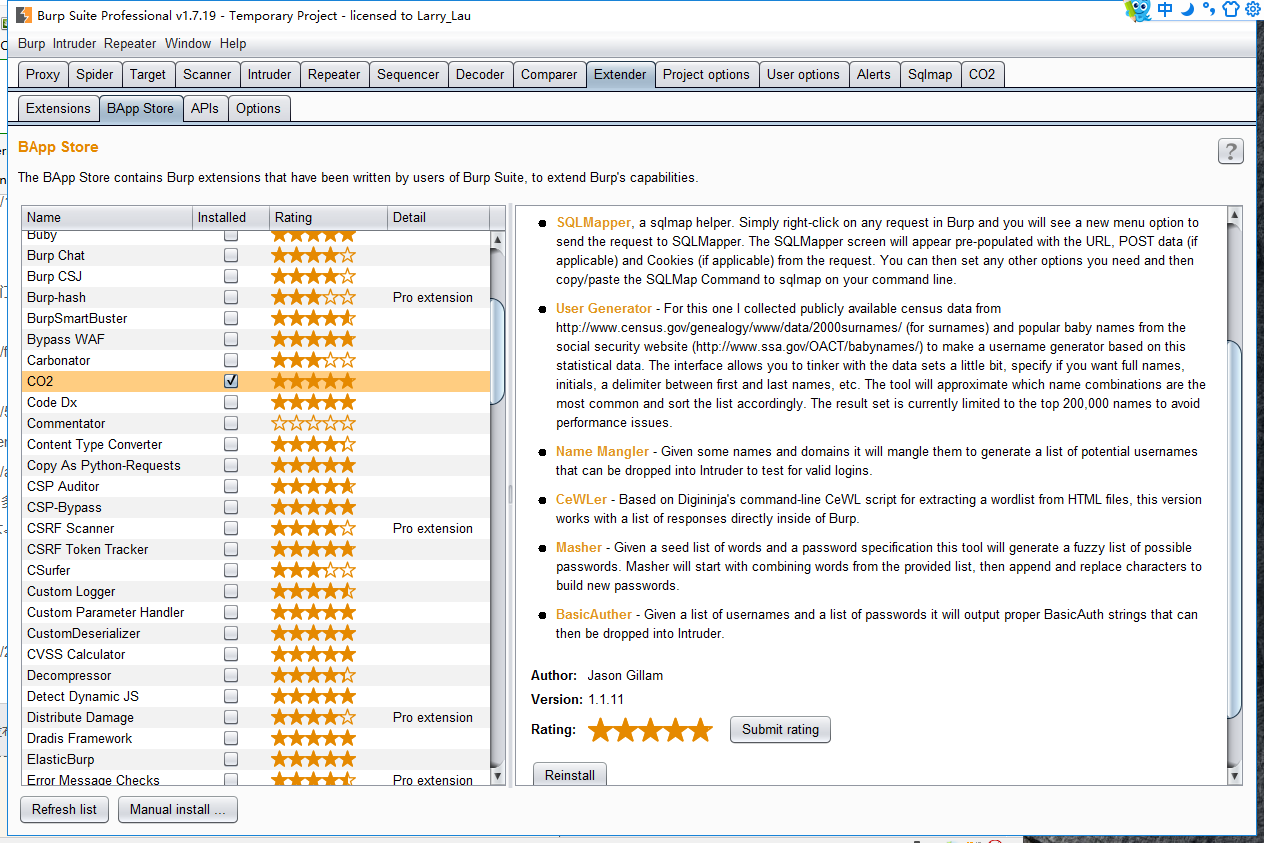 Burp Suite Professional v1.7.19 - Temporary Project - licensed to Larry_Lau
中
Burp Intruder Repeater Window Help
Proxy Spider Target Scanner Intruder Repeater Sequencer Decoder Comparer Extender Project options User options Alerts Sqlmap CO2
Extensions BApp Store APIs Options
BApp Store
?
The BApp Store contains Burp extensions that have been written by users of Burp Suite, to extend Burp's capabilities.
Name Installed Rating Detail
Buby
Burp Chat
Burp CSJ
Burp-hash Pro extension
BurpSmartBuster
Bypass WAF
Carbonator
CO2
Code Dx
Commentator
Content Type Converter
Copy As Python-Requests
CSP Auditor
CSP-Bypass
CSRF Scanner Pro extension
CSRF Token Tracker
CSurfer
Custom Logger
Custom Parameter Handler
CustomDeserializer
CVSS Calculator
Decompressor
Detect Dynamic JS
Distribute Damage Pro extension
Dradis Framework
ElasticBurp
Error Message Checks Pro extension
SQLMapper, a sqlmap helper. Simply right-click on any request in Burp and you will see a new menu option to
send the request to SQLMapper. The SQLMapper screen will appear pre-populated with the URL, POST data (if
applicable) and Cookies (if applicable) from the request. You can then set any other options you need and then
copy/paste the SQLMap Command to sqlmap on your command line.
User Generator - For this one I collected publicly available census data from
http://www.census.gov/genealogy/www/data/2000surnames/ (for surnames) and popular baby names from the
social security website (http://www.ssa.gov/OACT/babynames/) to make a username generator based on this
statistical data. The interface allows you to tinker with the data sets a little bit, specify if you want full names,
initials, a delimiter between first and last names, etc. The tool will approximate which name combinations are the
most common and sort the list accordingly. The result set is currently limited to the top 200,000 names to avoid
performance issues.
Name Mangler - Given some names and domains it will mangle them to generate a list of potential usernames
that can be dropped into Intruder to test for valid logins.
CeWLer - Based on Digininja's command-line CeWL script for extracting a wordlist from HTML files, this version
works with a list of responses directly inside of Burp.
Masher - Given a seed list of words and a password specification this tool will generate a fuzzy list of possible
passwords. Masher will start with combining words from the provided list, then append and replace characters to
build new passwords.
BasicAuther - Given a list of usernames and a list of passwords it will output proper BasicAuth strings that can
then be dropped into Intruder.
Author: Jason Gillam
Version: 1.1.11
Rating: Submit rating
Reinstall
Refresh list Manual install ...